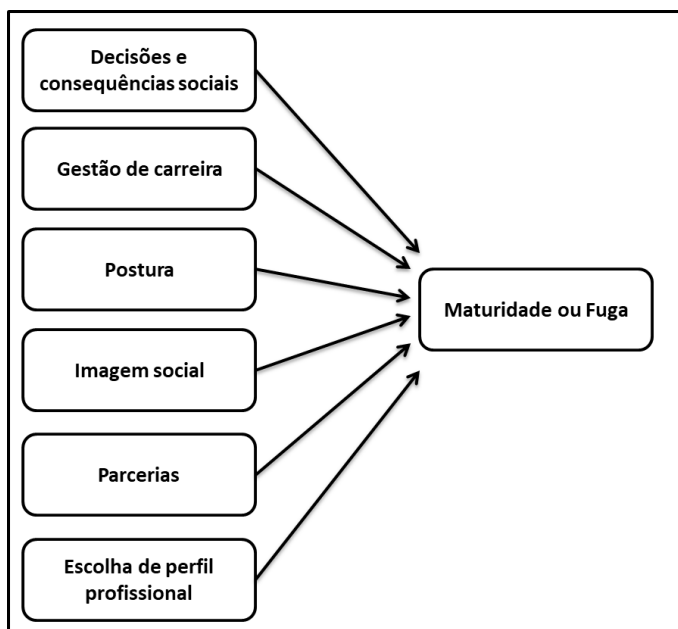 Decisões e
consequências sociais
Gestão de carreira
Postura
Imagem social
Parcerias
Escolha de perfil
profissional
Maturidade ou Fuga